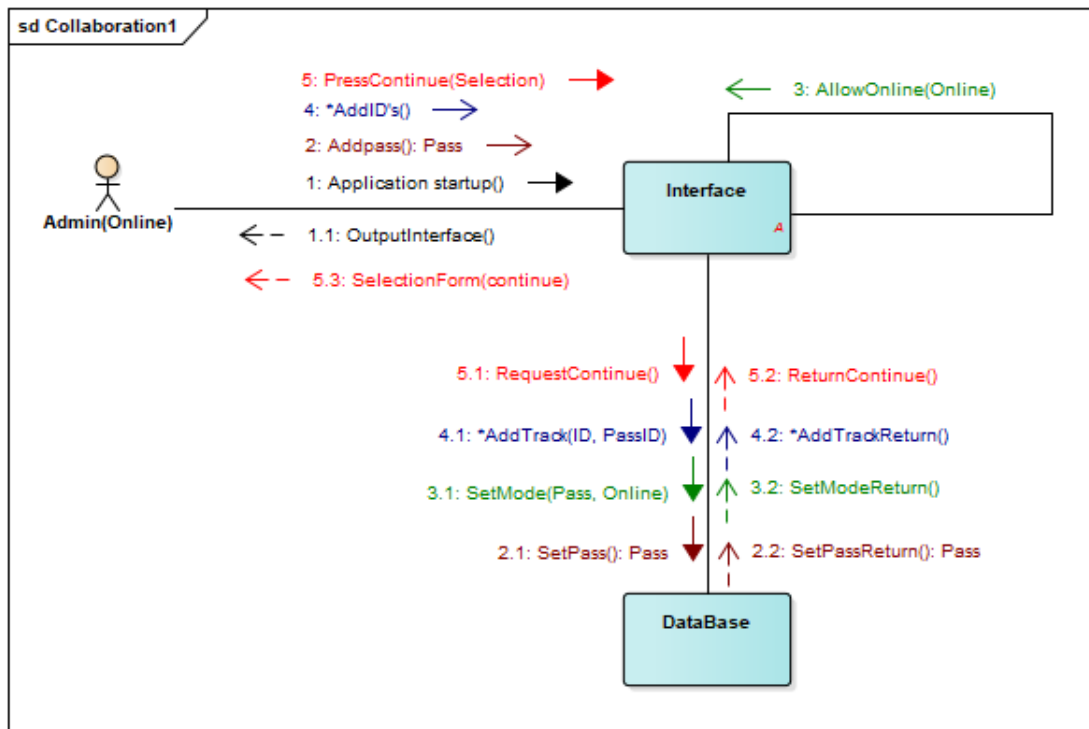 sd Collaboration1
5: PressContinue(Selection)
3: AllowOnline(Online)
4: *AddID's()
2: Addpass(): Pass
1: Application startup()
Interface
A
Admin(Online)
1.1: OutputInterface()
5.3: SelectionForm(continue)
5.1: RequestContinue()
5.2: ReturnContinue()
4.1: *AddTrack(ID, PassID)
4.2: *AddTrackReturn()
3.1: SetMode(Pass, Online)
3.2: SetModeReturn()
2.1: SetPass(): Pass
2.2: SetPassReturn(): Pass
DataBase